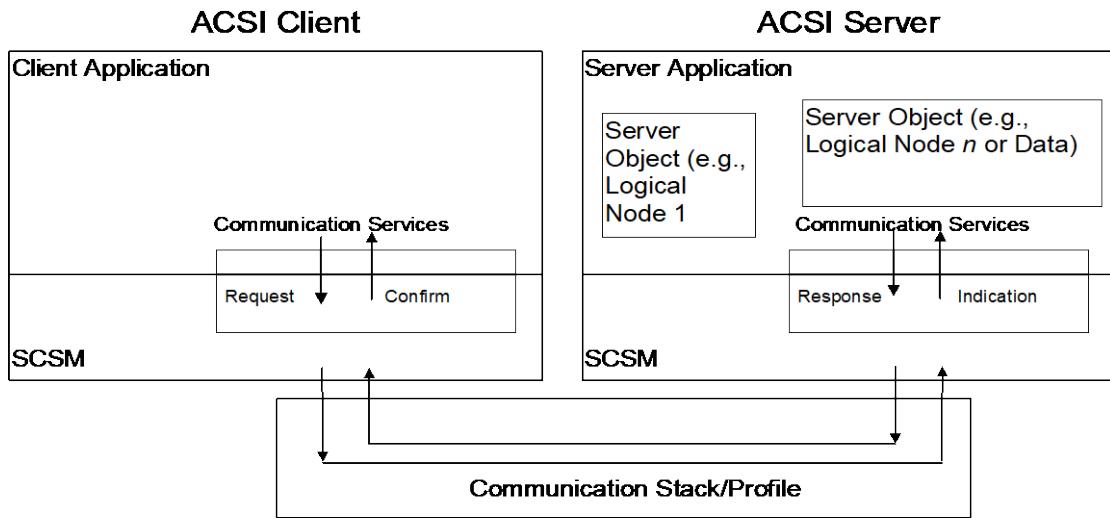 ACSI Client
Client Application
Communication Services
Request
Confirm
SCSM
ACSI Server
Server Application
Server
Object (e.g.,
Logical
Node 1
Server Object (e.g.,
Logical Node n or Data)
Communication Services
Response
Indication
SCSM
Communication Stack/Profile